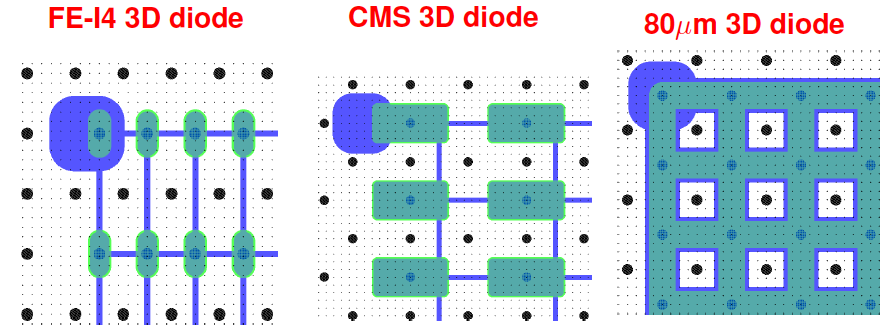 FE-I4 3D diode
CMS 3D diode
80μm 3D diode